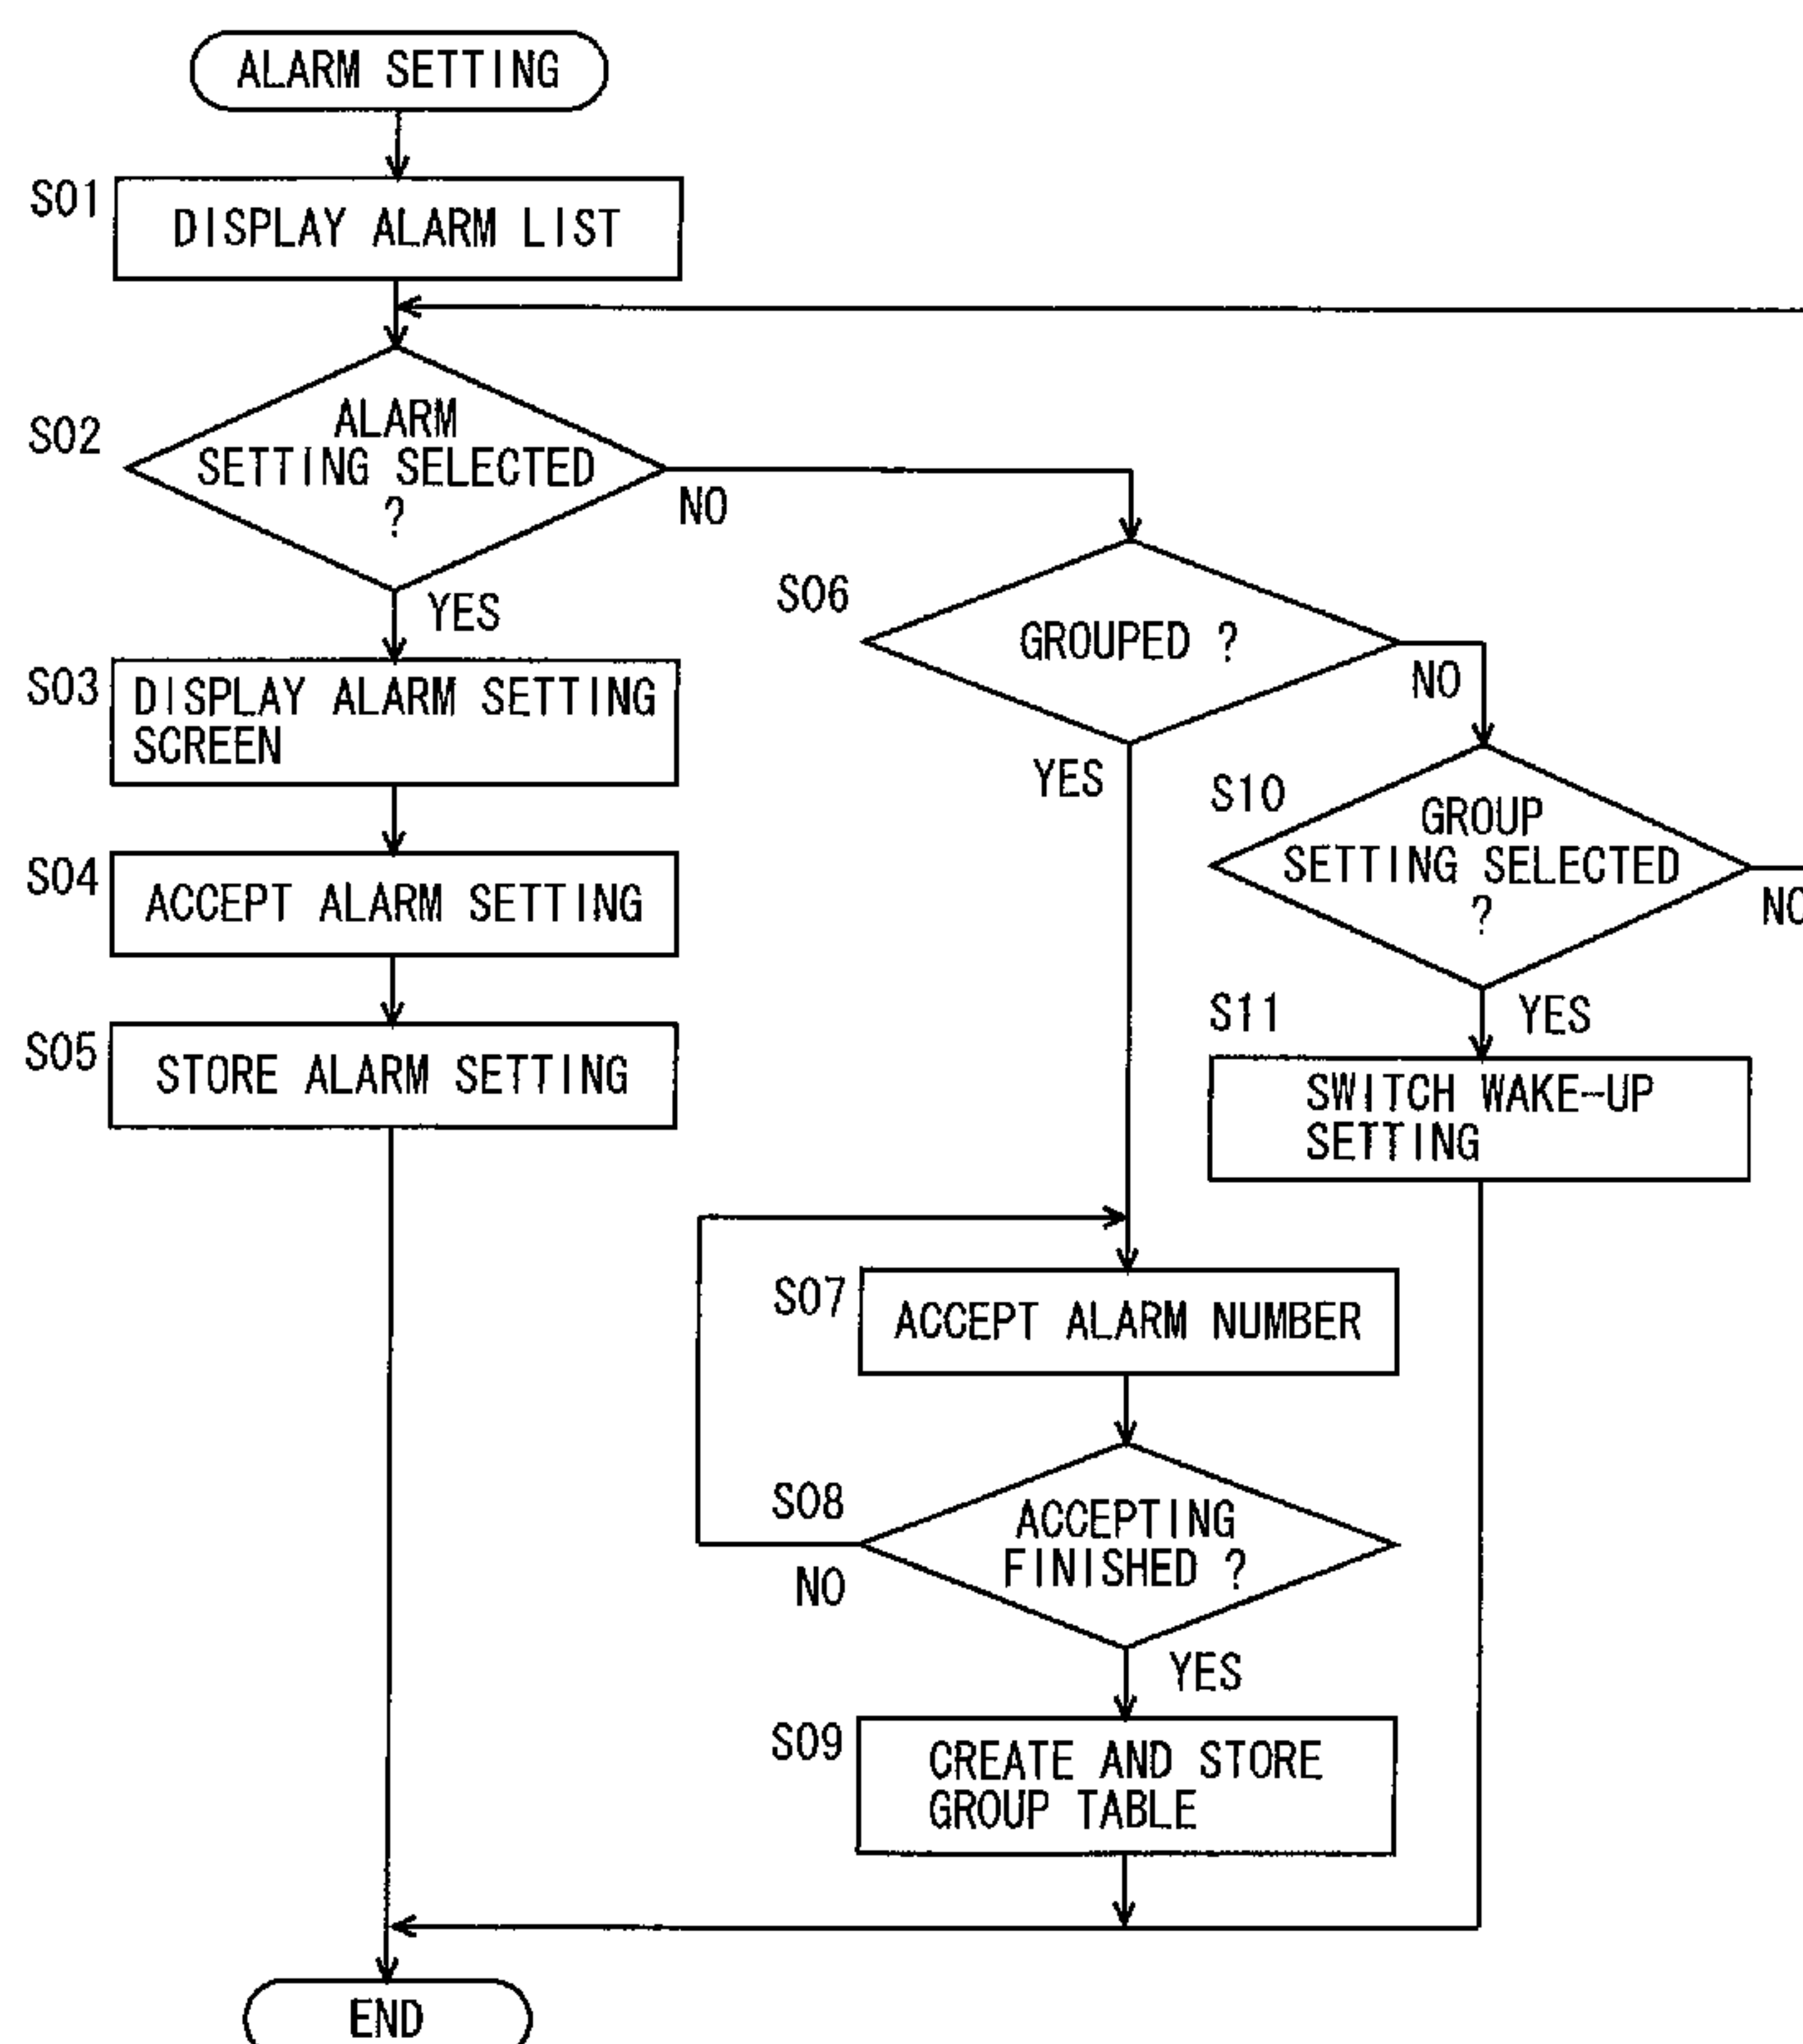 ALARM SETTING
S01
DISPLAY ALARM LIST
S02
ALARM
SETTING SELECTED
?
NO
YES
S03
DISPLAY ALARM SETTING
SCREEN
S04
ACCEPT ALARM SETTING
S05
STORE ALARM SETTING
S06
GROUPED ?
NO
YES
S10
GROUP
SETTING SELECTED
?
NO
YES
S11
SWITCH WAKE-UP
SETTING
S07
ACCEPT ALARM NUMBER
S08
ACCEPTING
FINISHED ?
NO
YES
S09
CREATE AND STORE
GROUP TABLE
END